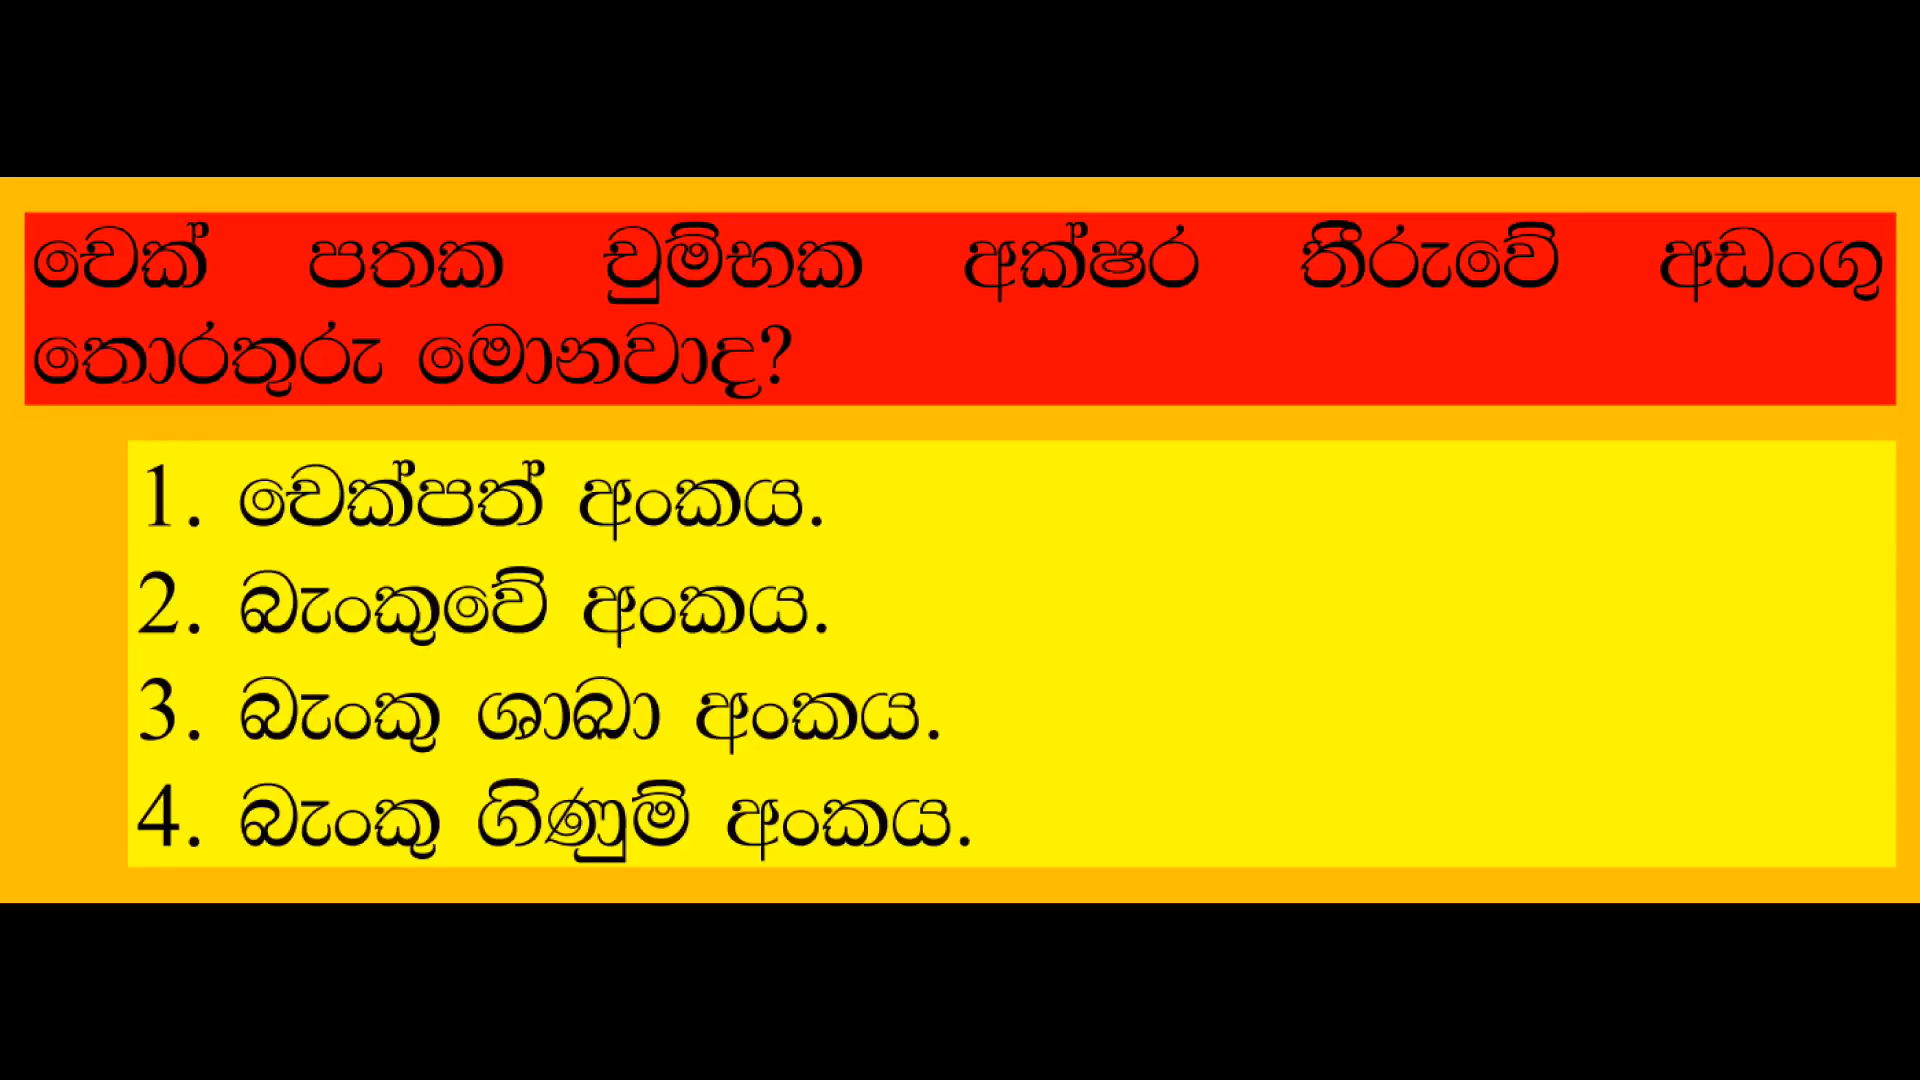 චෙක් පතක චුම්භක අක්ෂර තීරුවේ අඩංගු
තොරතුරු මොනවාද?
1. චෙක්පත් අංකය.
2. බැංකුවේ අංකය.
3. බැංකු ශාඛා අංකය.
4. බැංකු ගිණුම් අංකය.